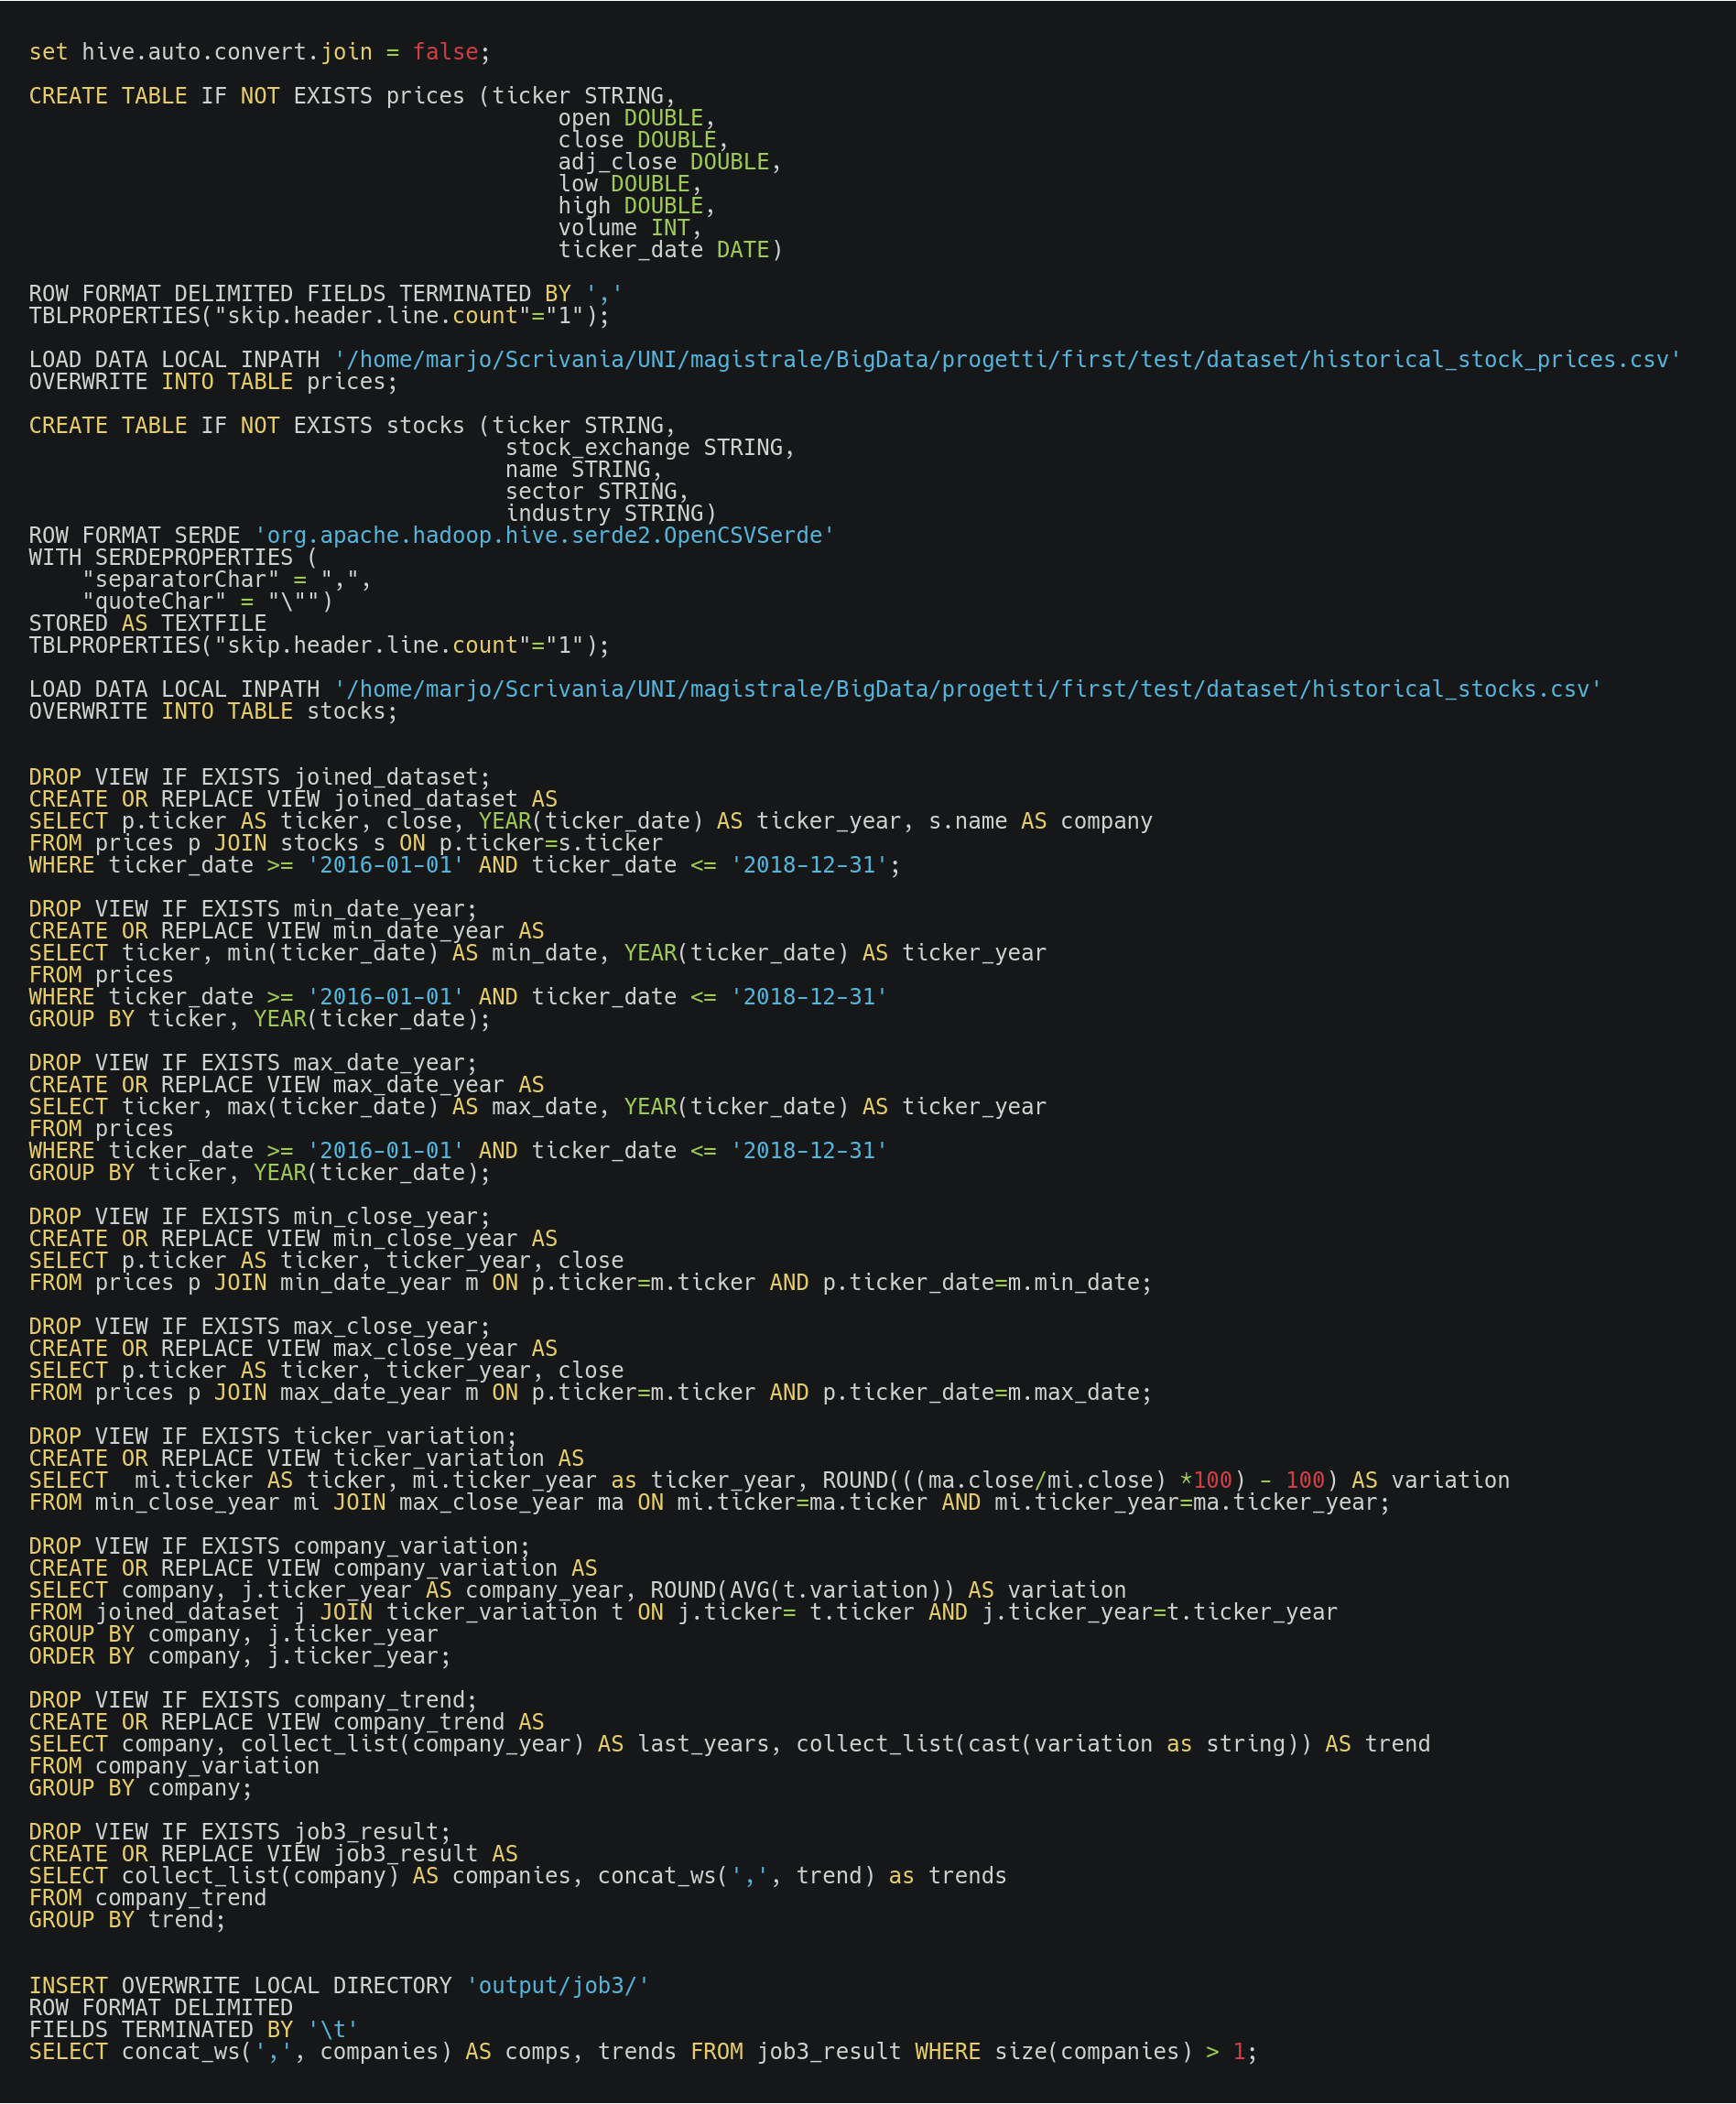 set hive.auto.convert.join = false;
CREATE TABLE IF NOT EXISTS prices (ticker STRING,
open DOUBLE,
close DOUBLE,
adj_close DOUBLE,
low DOUBLE,
high DOUBLE,
volume INT,
ticker_date DATE)
ROW FORMAT DELIMITED FIELDS TERMINATED BY ','
TBLPROPERTIES("skip.header.line.count"="1");
LOAD DATA LOCAL INPATH '/home/marjo/Scrivania/UNI/magistrale/BigData/progetti/first/test/dataset/historical_stock_prices.csv'
OVERWRITE INTO TABLE prices;
CREATE TABLE IF NOT EXISTS stocks (ticker STRING,
stock_exchange STRING,
name STRING,
sector STRING,
industry STRING)
ROW FORMAT SERDE 'org.apache.hadoop.hive.serde2.OpenCSVSerde'
WITH SERDEPROPERTIES (
"separatorChar" = ",",
"quoteChar" = "\"")
STORED AS TEXTFILE
TBLPROPERTIES("skip.header.line.count"="1");
LOAD DATA LOCAL INPATH '/home/marjo/Scrivania/UNI/magistrale/BigData/progetti/first/test/dataset/historical_stocks.csv'
OVERWRITE INTO TABLE stocks;
DROP VIEW IF EXISTS joined_dataset;
CREATE OR REPLACE VIEW joined_dataset AS
SELECT p.ticker AS ticker, close, YEAR(ticker_date) AS ticker_year, s.name AS company
FROM prices p JOIN stocks s ON p.ticker=s.ticker
WHERE ticker_date >= '2016-01-01' AND ticker_date <= '2018-12-31';
DROP VIEW IF EXISTS min_date_year;
CREATE OR REPLACE VIEW min_date_year AS
SELECT ticker, min(ticker_date) AS min_date, YEAR(ticker_date) AS ticker_year
FROM prices
WHERE ticker_date >= '2016-01-01' AND ticker_date <= '2018-12-31'
GROUP BY ticker, YEAR(ticker_date);
DROP VIEW IF EXISTS max_date_year;
CREATE OR REPLACE VIEW max_date_year AS
SELECT ticker, max(ticker_date) AS max_date, YEAR(ticker_date) AS ticker_year
FROM prices
WHERE ticker_date >= '2016-01-01' AND ticker_date <= '2018-12-31'
GROUP BY ticker, YEAR(ticker_date);
DROP VIEW IF EXISTS min_close_year;
CREATE OR REPLACE VIEW min_close_year AS
SELECT p.ticker AS ticker, ticker_year, close
FROM prices p JOIN min_date_year m ON p.ticker=m.ticker AND p.ticker_date=m.min_date;
DROP VIEW IF EXISTS max_close_year;
CREATE OR REPLACE VIEW max_close_year AS
SELECT p.ticker AS ticker, ticker_year, close
FROM prices p JOIN max_date_year m ON p.ticker=m.ticker AND p.ticker_date=m.max_date;
DROP VIEW IF EXISTS ticker_variation;
CREATE OR REPLACE VIEW ticker_variation AS
SELECT  mi.ticker AS ticker, mi.ticker_year as ticker_year, ROUND(((ma.close/mi.close) *100) - 100) AS variation
FROM min_close_year mi JOIN max_close_year ma ON mi.ticker=ma.ticker AND mi.ticker_year=ma.ticker_year;
DROP VIEW IF EXISTS company_variation;
CREATE OR REPLACE VIEW company_variation AS
SELECT company, j.ticker_year AS company_year, ROUND(AVG(t.variation)) AS variation
FROM joined_dataset j JOIN ticker_variation t ON j.ticker= t.ticker AND j.ticker_year=t.ticker_year
GROUP BY company, j.ticker_year
ORDER BY company, j.ticker_year;
DROP VIEW IF EXISTS company_trend;
CREATE OR REPLACE VIEW company_trend AS
SELECT company, collect_list(company_year) AS last_years, collect_list(cast(variation as string)) AS trend
FROM company_variation
GROUP BY company;
DROP VIEW IF EXISTS job3_result;
CREATE OR REPLACE VIEW job3_result AS
SELECT collect_list(company) AS companies, concat_ws(',', trend) as trends
FROM company_trend
GROUP BY trend;
INSERT OVERWRITE LOCAL DIRECTORY 'output/job3/'
ROW FORMAT DELIMITED
FIELDS TERMINATED BY '\t'
SELECT concat_ws(',', companies) AS comps, trends FROM job3_result WHERE size(companies) > 1;